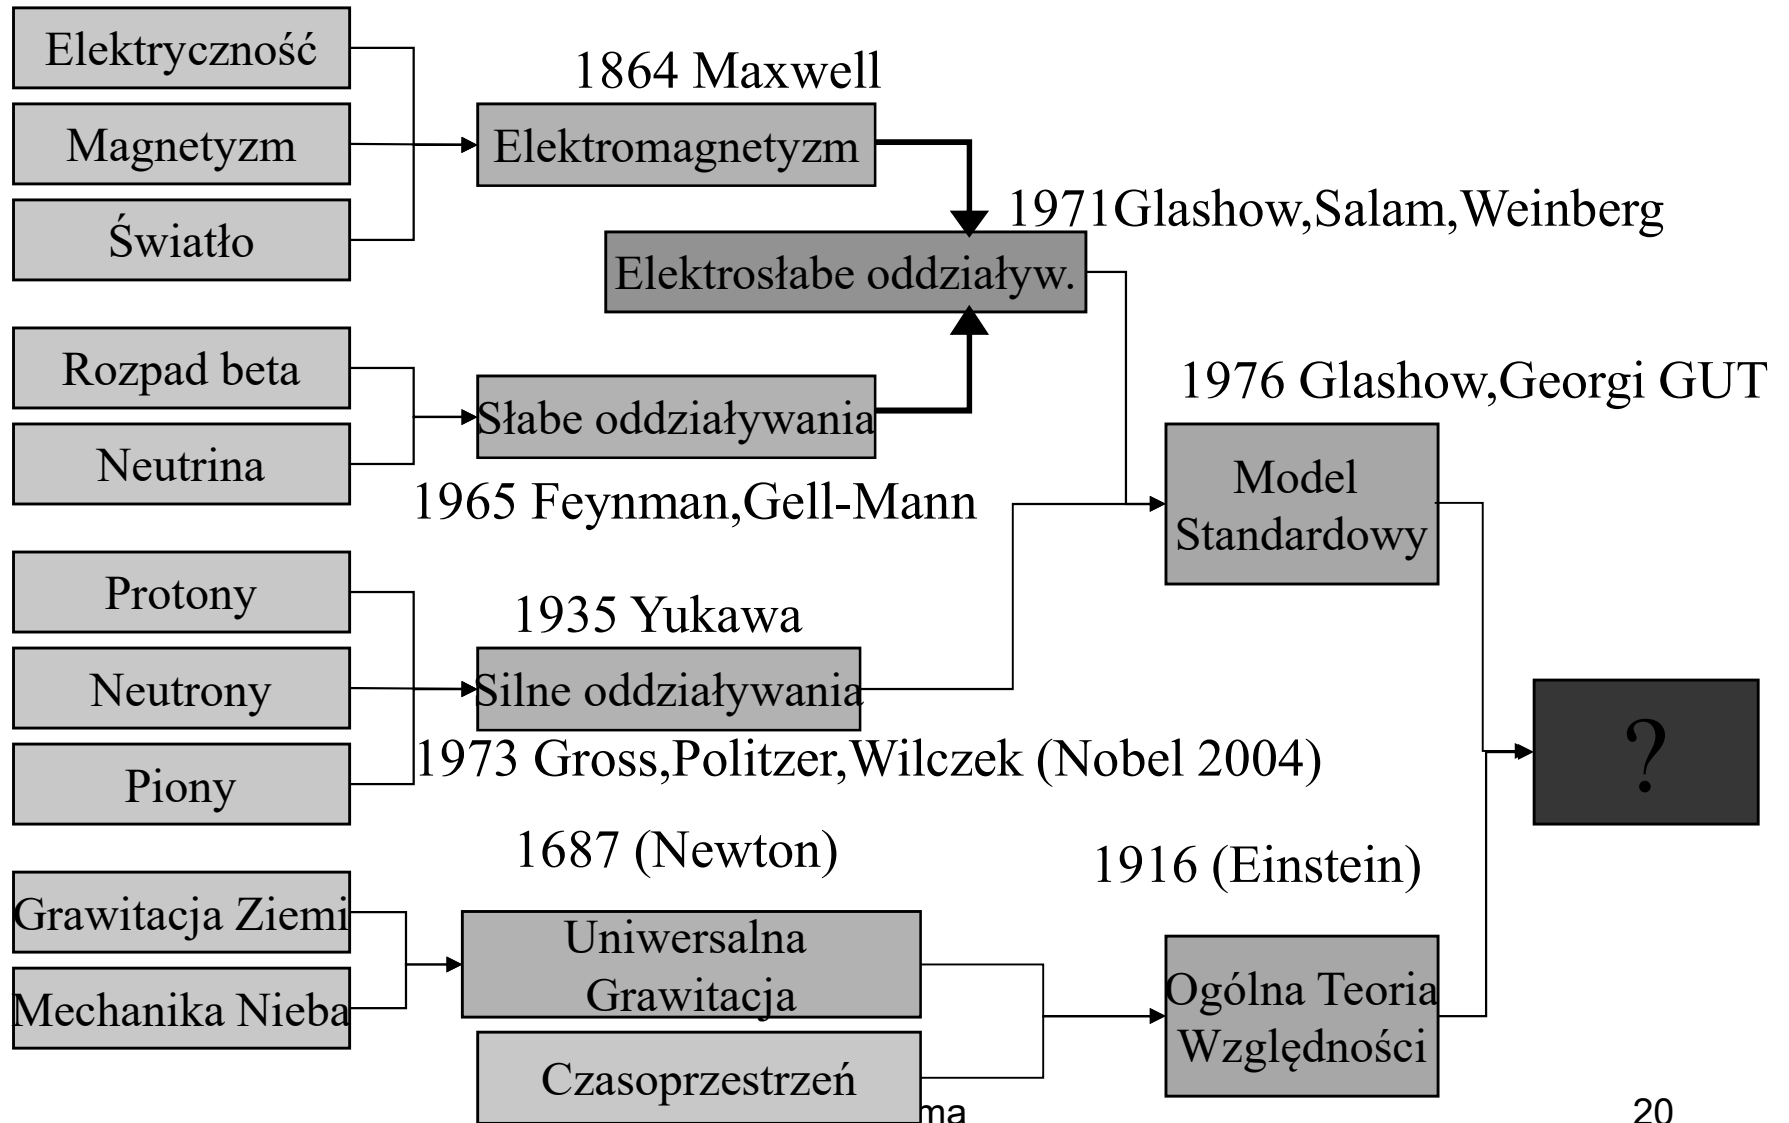 Elektryczność
1864 Maxwell
Magnetyzm
Elektromagnetyzm
Światło
1971Glashow,Salam,Weinberg
Elektrosłabe oddziaływ.
Rozpad beta
Neutrina
Słabe oddziaływania
1965 Feynman,Gell-Mann
1976 Glashow,Georgi GUT
Model
Standardowy
Protony
1935 Yukawa
Neutrony
Silne oddziaływania
Piony
1973 Gross,Politzer,Wilczek (Nobel 2004)
?
1687 (Newton)
1916 (Einstein)
Grawitacja Ziemi
Mechanika Nieba
Uniwersalna
Grawitacja
Czasoprzestrzeń
Ogólna Teoria
Względności
20